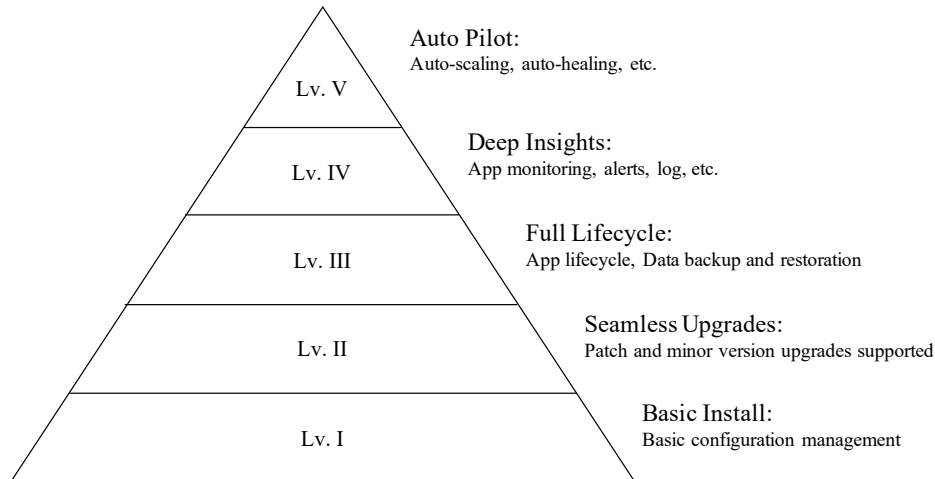 Auto Pilot:
Auto-scaling, auto-healing, etc.
Lv. V
Deep Insights:
App monitoring, alerts, log, etc.
Lv. IV
Full Lifecycle:
App lifecycle, Data backup and restoration
Lv. III
Seamless Upgrades:
Patch and minor version upgrades supported
Lv. II
Basic Install:
Basic configuration management
Lv. I